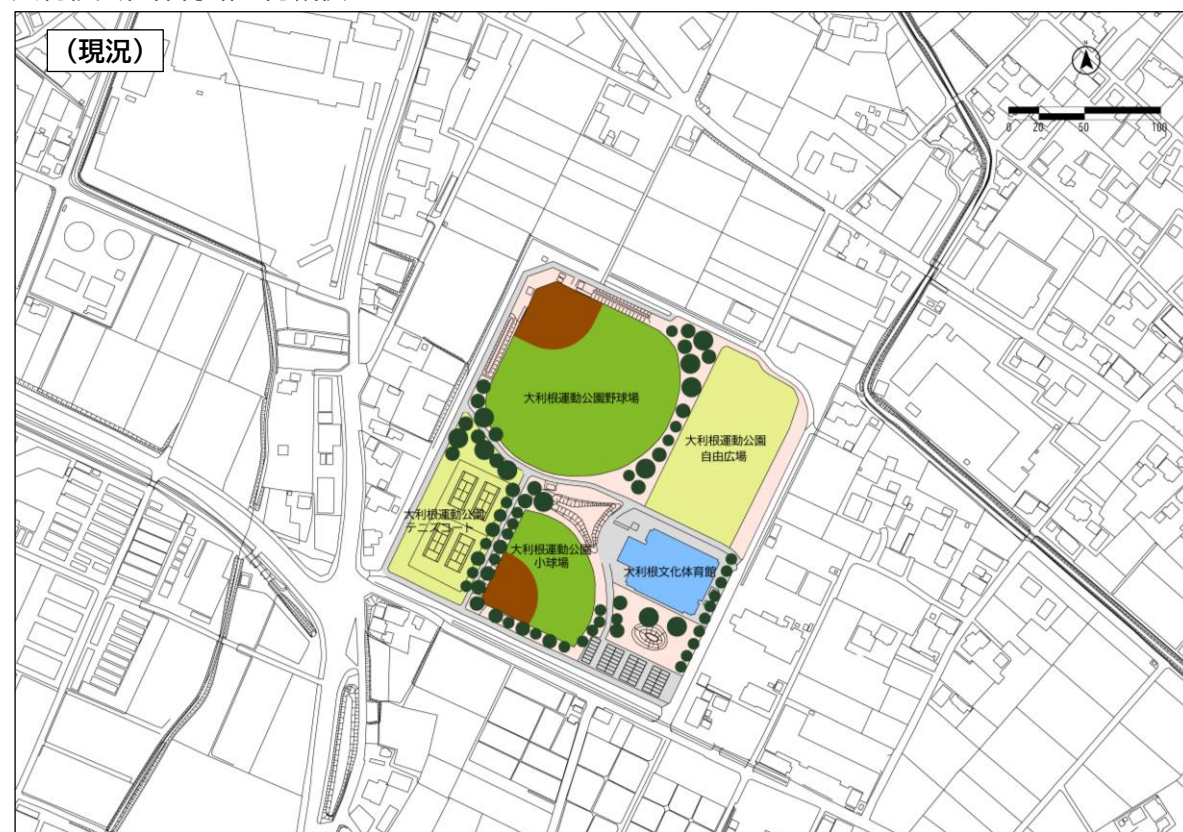 （現況）
N
0 20 50 100
大利根運動公園野球場
大利根運動公園
自由広場
大利根運動公園
テニスコート
大利根運動公園
小球場
大利根文化体育館